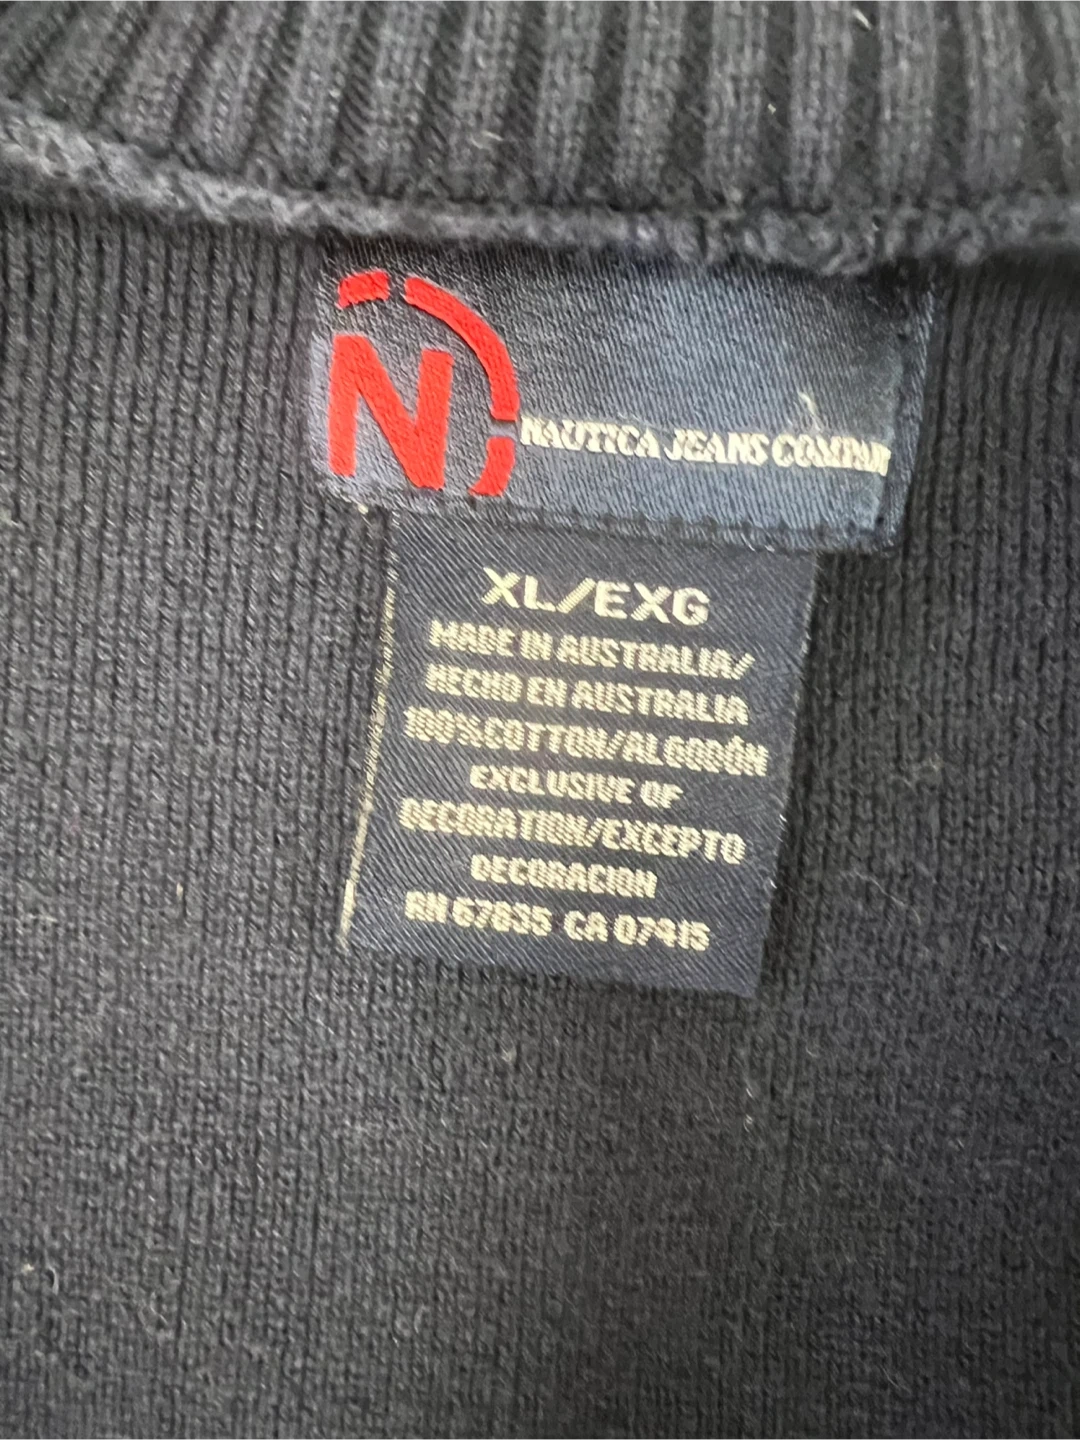 N
NAUTICA JEANS COMPANY
XL/EXG
MADE IN AUSTRALIA/
HECHO EN AUSTRALIA
100%COTTON/ALGODÓN
EXCLUSIVE OF
DECORATION/EXCEPTO
DECORACION
RN 67835 CA 07415